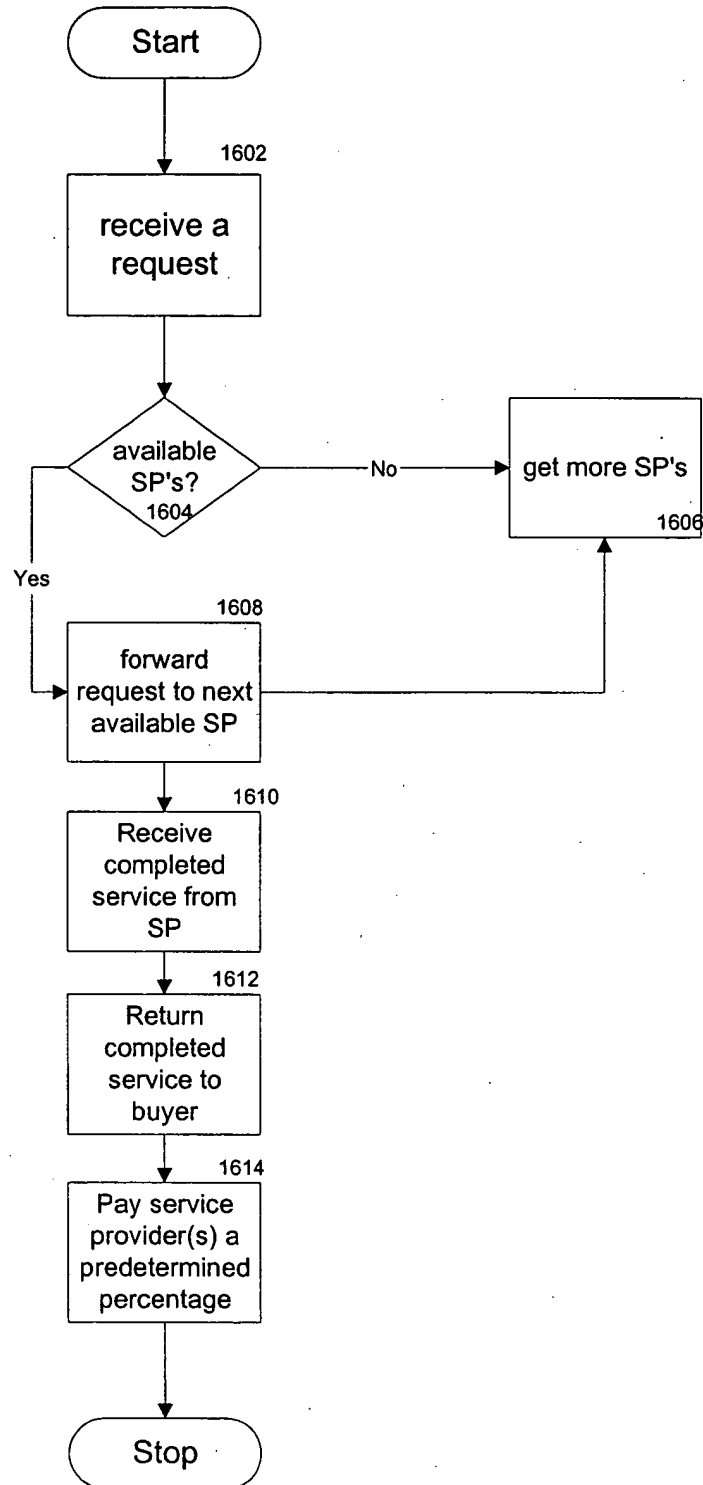 Start
1602
receive a
request
available
SP's?
1604
No
get more SP's
1606
Yes
1608
forward
request to next
available SP
1610
Receive
completed
service from
SP
1612
Return
completed
service to
buyer
1614
Pay service
provider(s) a
predetermined
percentage
Stop